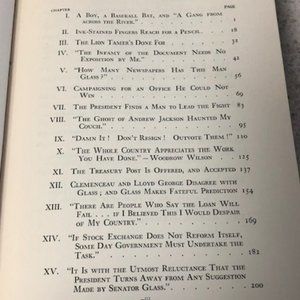 CHAPTER PAGE
I. A BOY, A BASEBALL BAT, AND "A GANG FROM
ACROSS THE RIVER." . . . . . 1
II. INK-STAINED FINGERS REACH FOR A PENCH. . . 18
III. THE LION TAMER'S DONE FOR . . . . 32
IV. "THE INFAMY OF THE DOCUMENT NEEDS NO
EXPOSITION BY ME." . . . . . 42
V. "HOW MANY NEWSPAPERS HAS THIS MAN
GLASS?" . . . . . . . 56
VI. CAMPAIGNING FOR AN OFFICE HE COULD NOT
WIN . . . . . . . . 69
VII. THE PRESIDENT FINDS A MAN TO LEAD THE FIGHT 83
VIII. "THE GHOST OF ANDREW JACKSON HAUNTED MY
COUCH." . . . . . . . 95
IX. "DAMN IT! DON'T RESIGN! OUTVOTE THEM!" 110
X. "THE WHOLE COUNTRY APPRECIATES THE WORK
YOU HAVE DONE."—WOODROW WILSON . . 123
XI. THE TREASURY POST IS OFFERED, AND ACCEPTED 137
XII. CLEMENCEAU AND LLOYD GEORGE DISAGREE WITH
GLASS; AND GLASS MAKES FATEFUL PREDICTION 154
XIII. "THERE ARE PEOPLE WHO SAY THE LOAN WILL
FAIL. . . . IF I BELIEVED THIS I WOULD DESPAIR
OF MY COUNTRY." . . . . . . 169
XIV. "IF STOCK EXCHANGE DOES NOT REFORM ITSELF,
SOME DAY GOVERNMENT MUST UNDERTAKE THE
TASK." . . . . . . . 182
XV. "IT IS WITH THE UTMOST RELUCTANCE THAT THE
PRESIDENT TURNS AWAY FROM ANY SUGGESTION
MADE BY SENATOR GLASS." . . . . 200